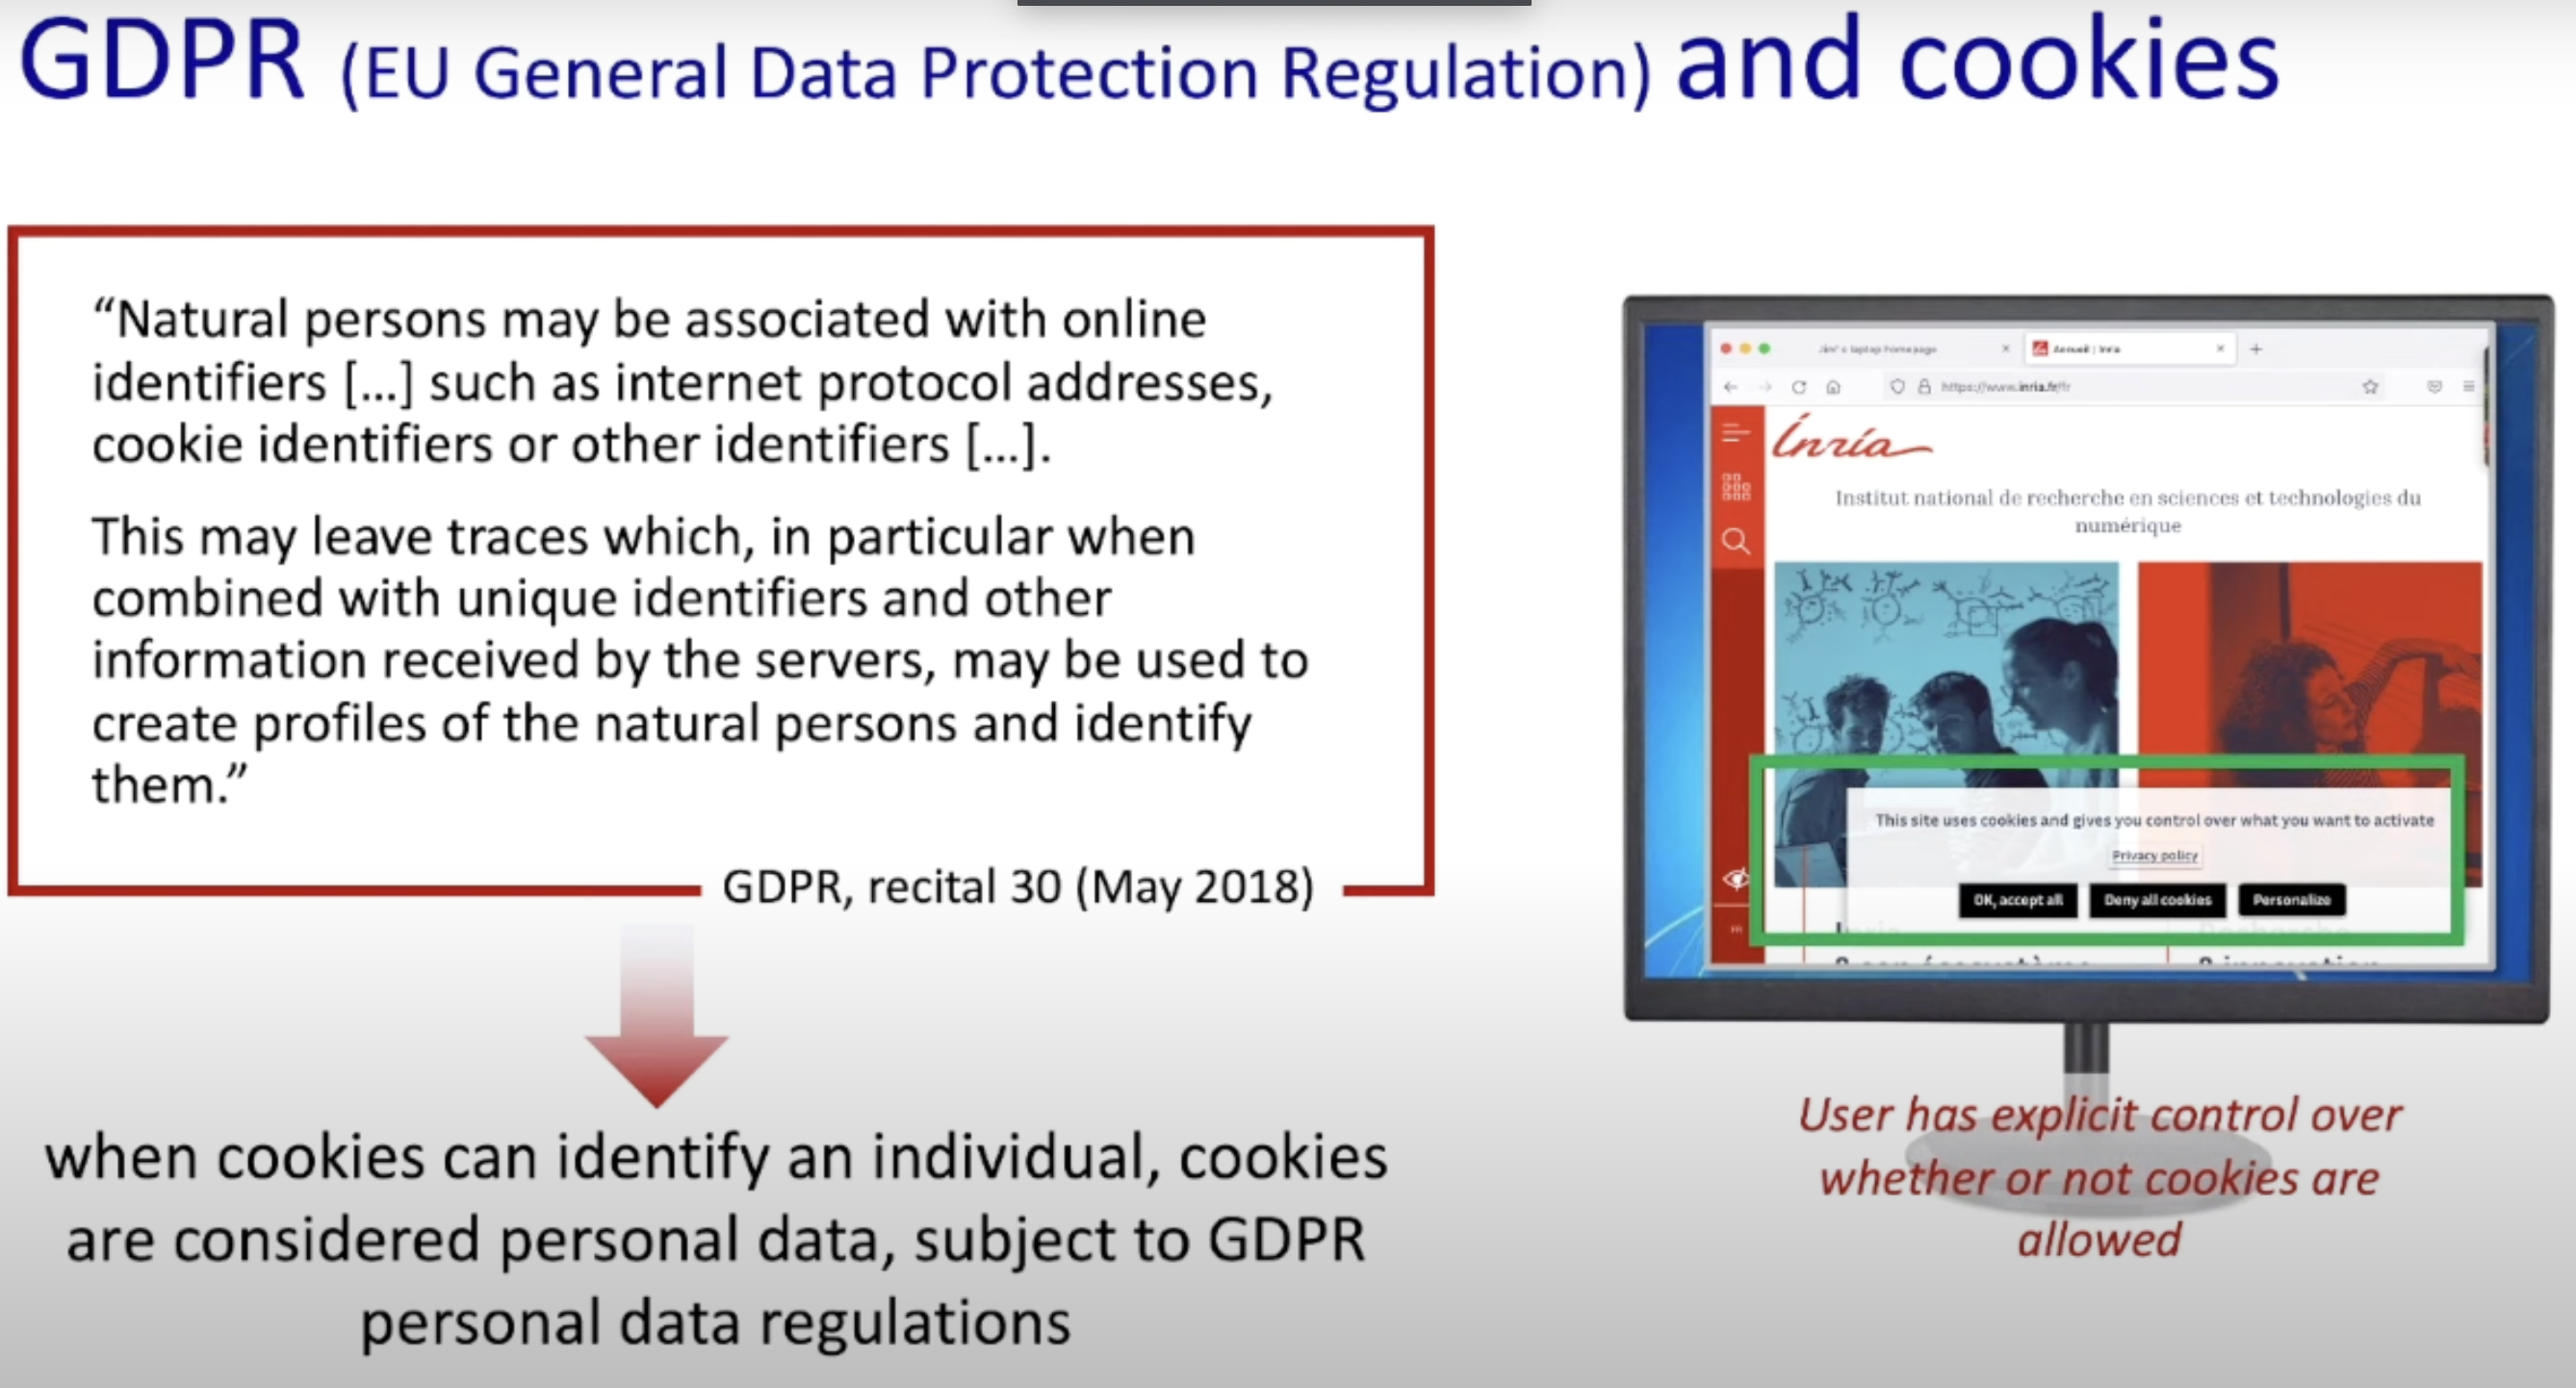 GDPR (EU General Data Protection Regulation) and cookies
“Natural persons may be associated with online
identifiers […] such as internet protocol addresses,
cookie identifiers or other identifiers […].
This may leave traces which, in particular when
combined with unique identifiers and other
information received by the servers, may be used to
create profiles of the natural persons and identify
them.”
GDPR, recital 30 (May 2018)
when cookies can identify an individual, cookies
are considered personal data, subject to GDPR
personal data regulations
Jim's laptop homepage
Accueil | Inria
https://www.inria.fr/fr
Inria
Institut national de recherche en sciences et technologies du
numérique
This site uses cookies and gives you control over what you want to activate
Privacy policy
OK, accept all
Deny all cookies
Personalize
User has explicit control over
whether or not cookies are
allowed